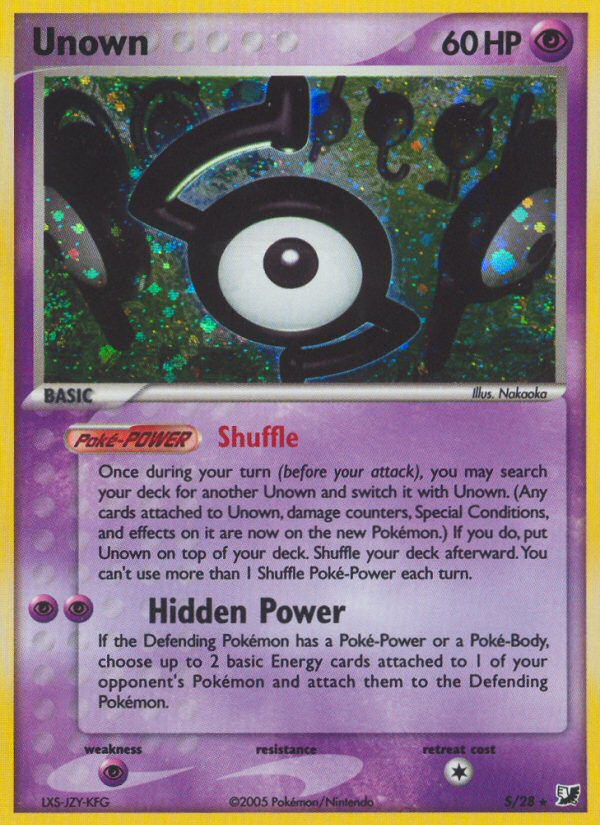 Unown
60 HP
BASIC
Illus. Nakaoka
Poké-POWER Shuffle
Once during your turn (before your attack), you may search
your deck for another Unown and switch it with Unown. (Any
cards attached to Unown, damage counters, Special Conditions,
and effects on it are now on the new Pokémon.) If you do, put
Unown on top of your deck. Shuffle your deck afterward. You
can't use more than 1 Shuffle Poké-Power each turn.
Hidden Power
If the Defending Pokémon has a Poké-Power or a Poké-Body,
choose up to 2 basic Energy cards attached to 1 of your
opponent's Pokémon and attach them to the Defending
Pokémon.
weakness resistance retreat cost
LXS-JZY-KFG ©2005 Pokémon/Nintendo S/28 ★